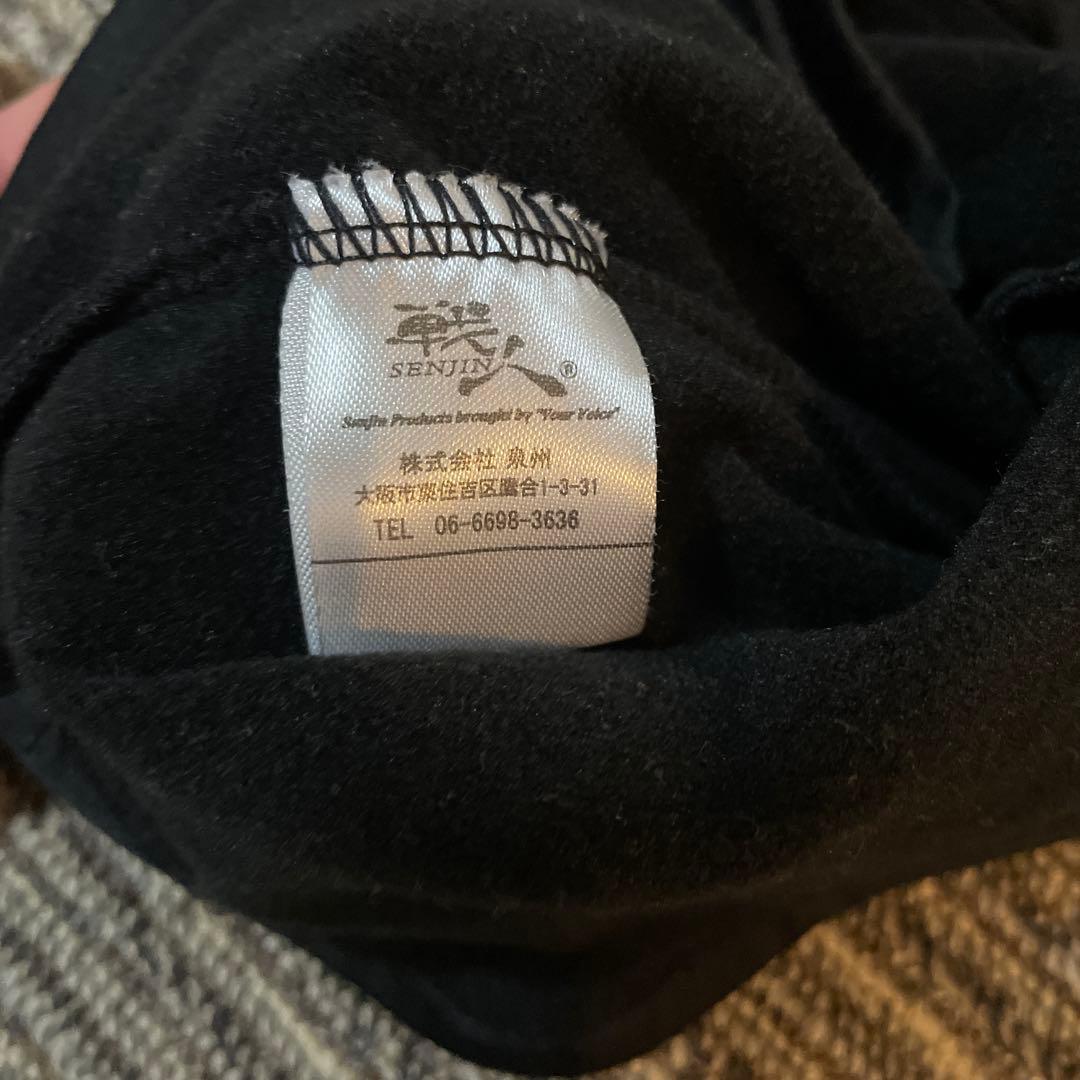 戦人
SENJIN ®
Senjin Products brought by "Your Voice"
株式会社 泉州
大阪市東住吉区鷹合1-3-31
TEL 06-6698-3636